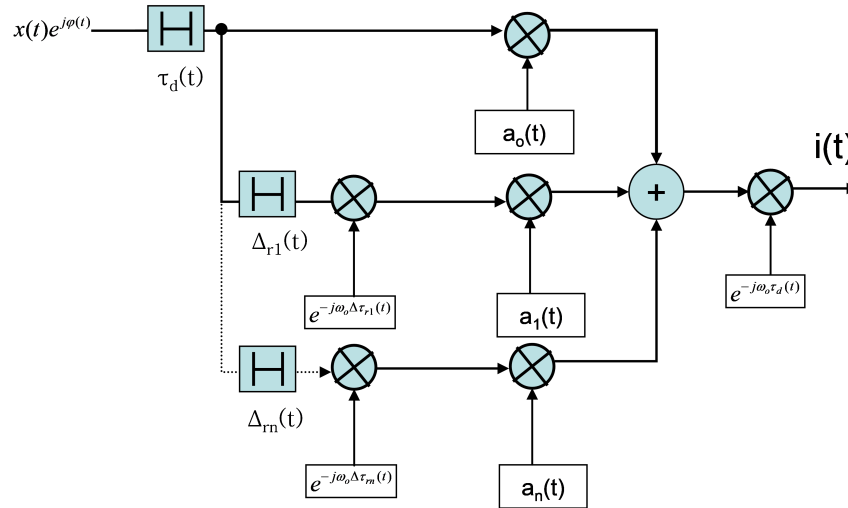 x(t)e^{jφ(t)}
τ_d(t)
a_o(t)
i(t)
Δ_{r1}(t)
+
e^{-jω_oΔτ_{r1}(t)}
a_1(t)
e^{-jω_oτ_d(t)}
Δ_{rn}(t)
e^{-jω_oΔτ_{rn}(t)}
a_n(t)